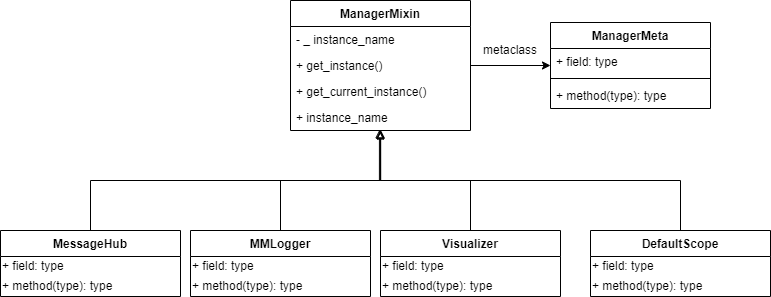 ManagerMixin
- _ instance_name
+ get_instance()
+ get_current_instance()
+ instance_name
metaclass
ManagerMeta
+ field: type
+ method(type): type
MessageHub
+ field: type
+ method(type): type
MMLogger
+ field: type
+ method(type): type
Visualizer
+ field: type
+ method(type): type
DefaultScope
+ field: type
+ method(type): type